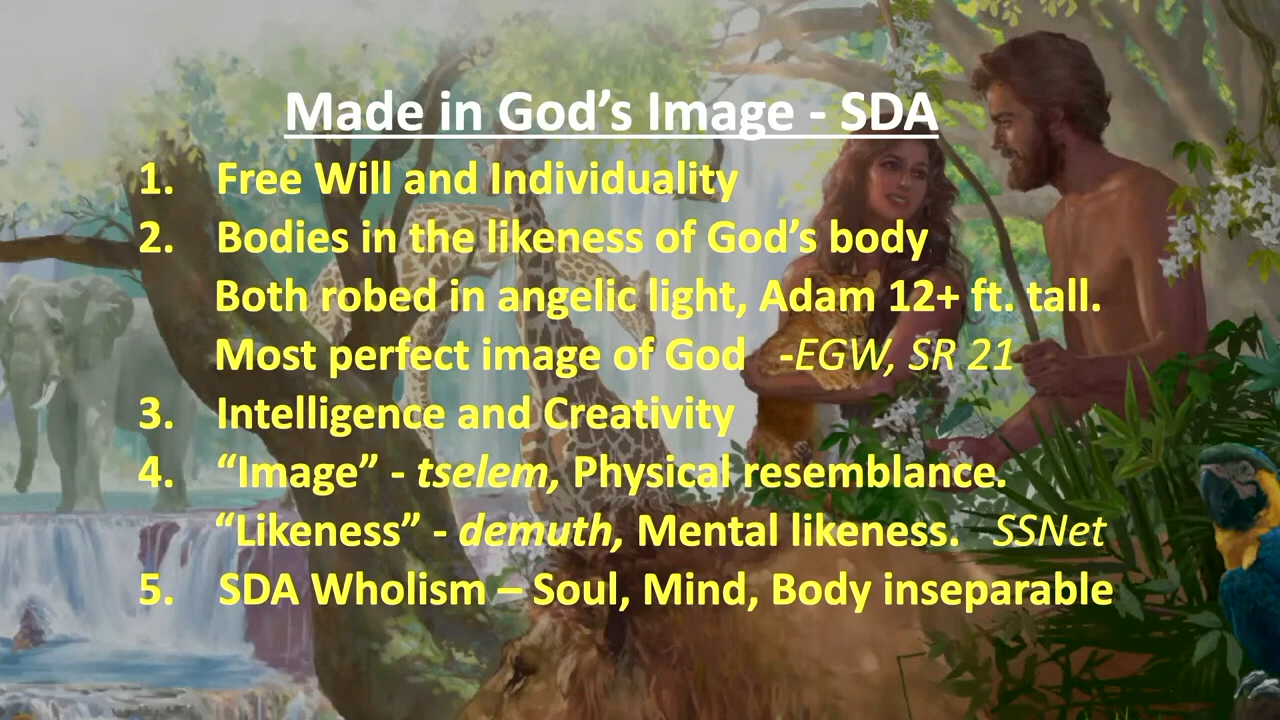 Made in God’s Image - SDA
1. Free Will and Individuality
2. Bodies in the likeness of God’s body
Both robed in angelic light, Adam 12+ ft. tall.
Most perfect image of God -EGW, SR 21
3. Intelligence and Creativity
4. “Image” - tselem, Physical resemblance.
“Likeness” - demuth, Mental likeness. SSNet
5. SDA Wholism – Soul, Mind, Body inseparable